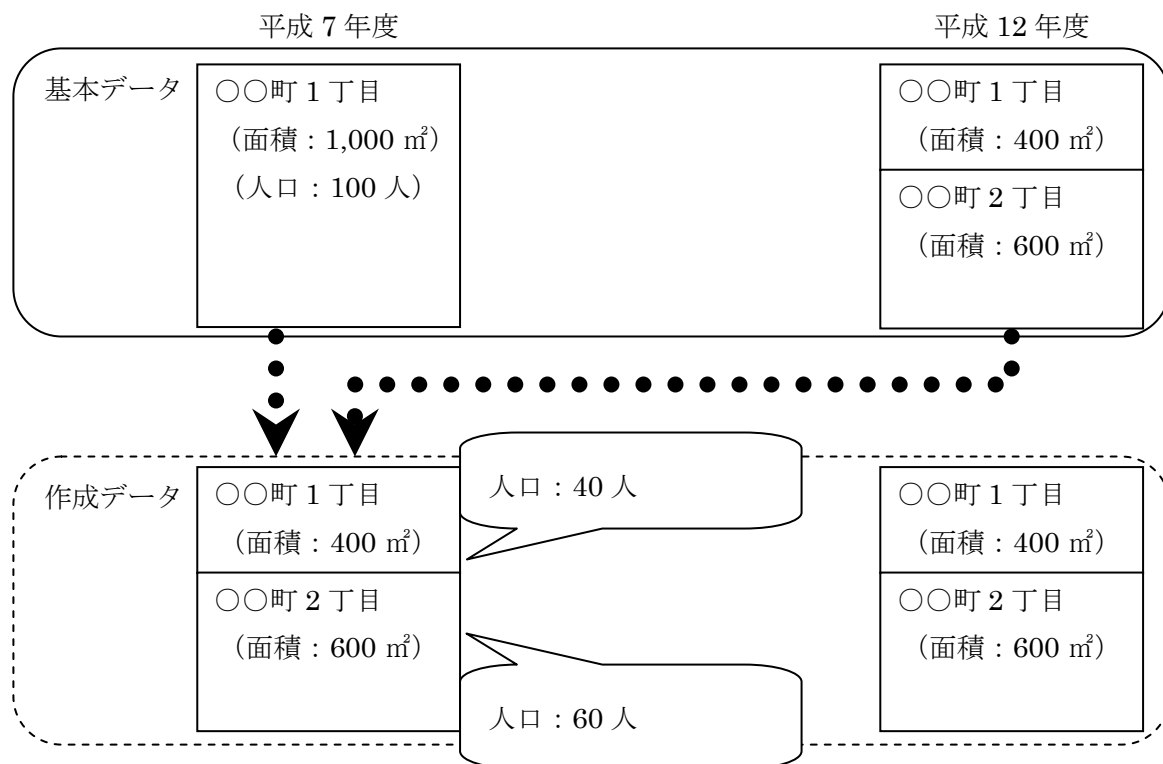 平成 7 年度
平成 12 年度
基本データ
○○町 1 丁目
（面積：1,000 ㎡）
（人口：100 人）
○○町 1 丁目
（面積：400 ㎡）
○○町 2 丁目
（面積：600 ㎡）
作成データ
○○町 1 丁目
（面積：400 ㎡）
○○町 2 丁目
（面積：600 ㎡）
人口：40 人
人口：60 人
○○町 1 丁目
（面積：400 ㎡）
○○町 2 丁目
（面積：600 ㎡）